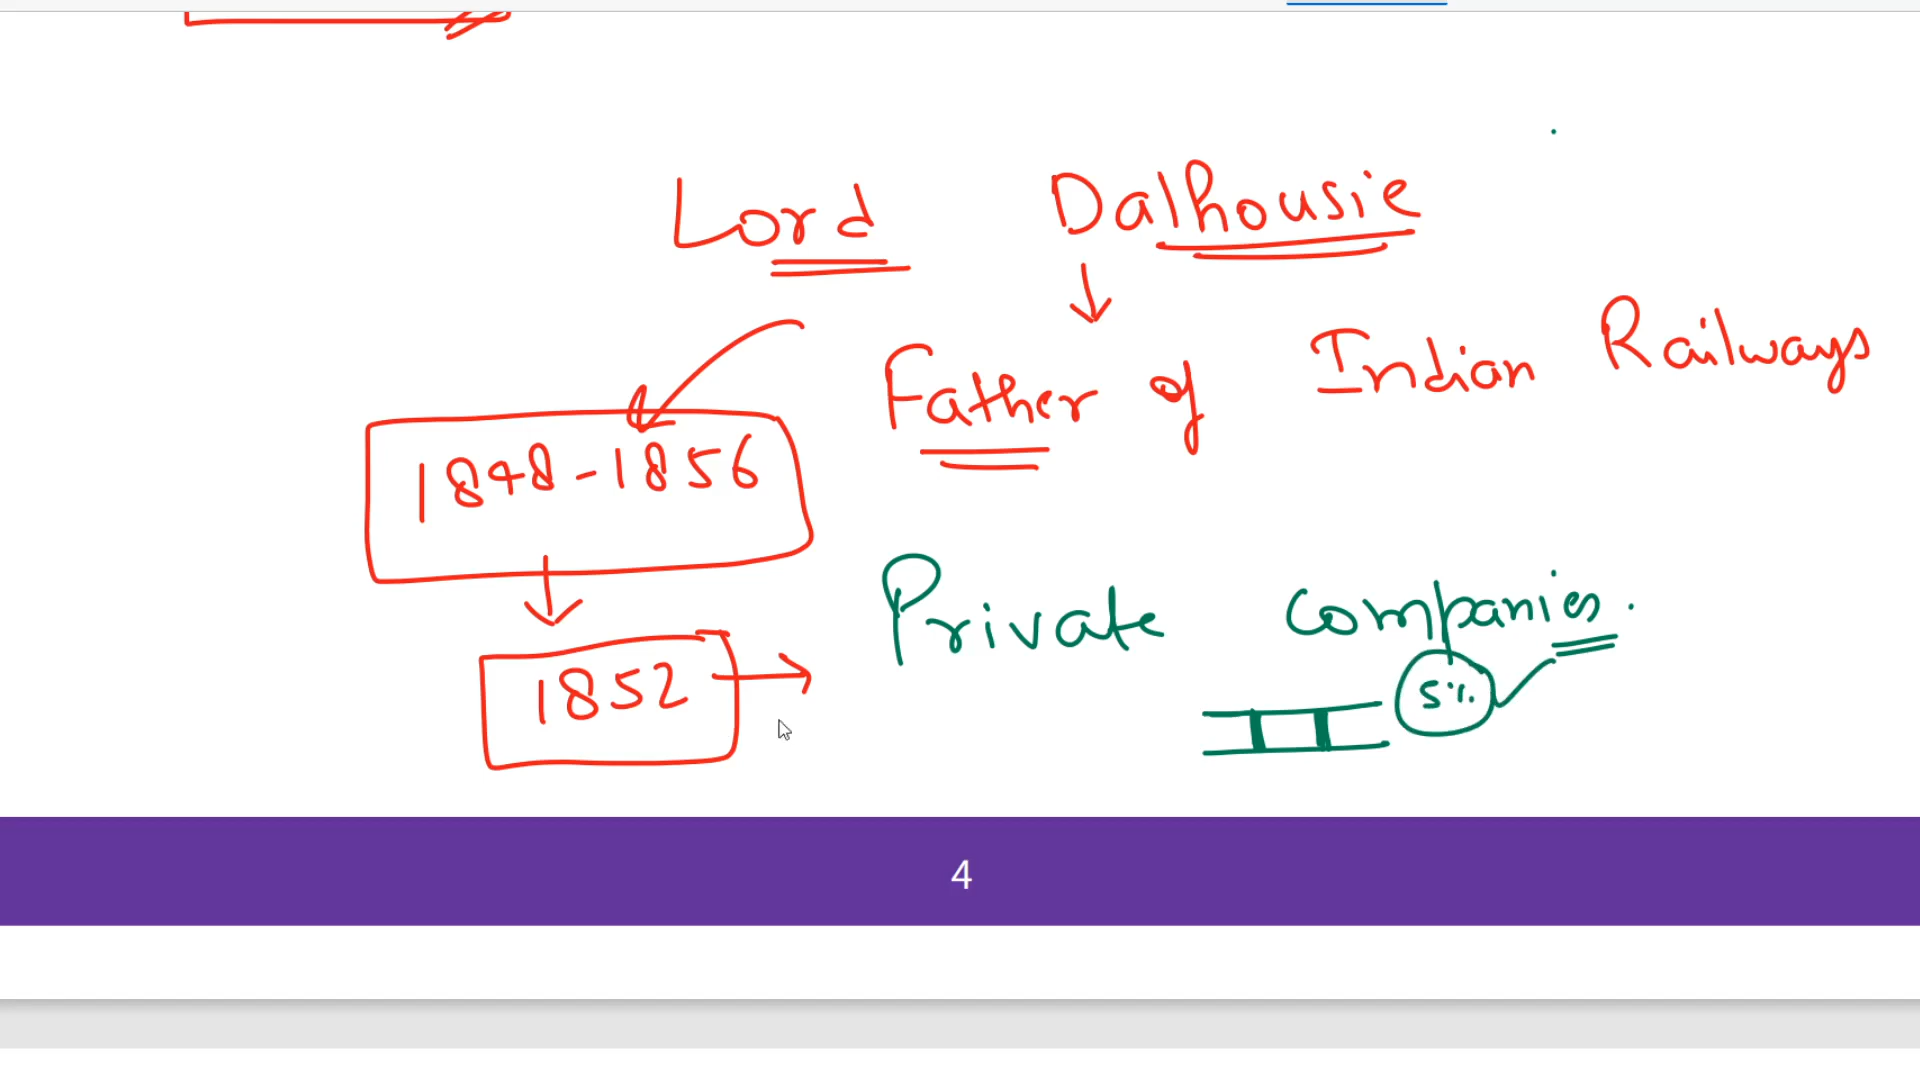 Lord Dalhousie
Father of Indian Railways
1848-1856
Private Companies.
1852
5%
4